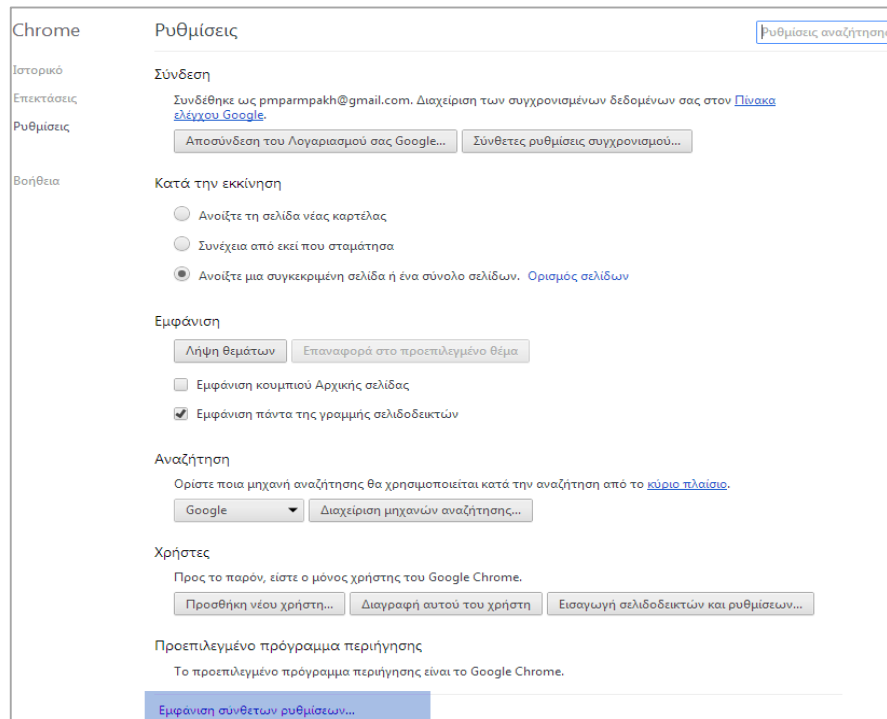 Chrome
Ρυθμίσεις
Ρυθμίσεις αναζήτησης
Ιστορικό
Επεκτάσεις
Ρυθμίσεις
Βοήθεια
Σύνδεση
Συνδέθηκε ως pmparmpakh@gmail.com. Διαχείριση των συγχρονισμένων δεδομένων σας στον Πίνακα
ελέγχου Google.
Αποσύνδεση του Λογαριασμού σας Google... Σύνθετες ρυθμίσεις συγχρονισμού...
Κατά την εκκίνηση
Ανοίξτε τη σελίδα νέας καρτέλας
Συνέχεια από εκεί που σταμάτησα
Ανοίξτε μια συγκεκριμένη σελίδα ή ένα σύνολο σελίδων. Ορισμός σελίδων
Εμφάνιση
Λήψη θεμάτων Επαναφορά στο προεπιλεγμένο θέμα
Εμφάνιση κουμπιού Αρχικής σελίδας
Εμφάνιση πάντα της γραμμής σελιδοδεικτών
Αναζήτηση
Ορίστε ποια μηχανή αναζήτησης θα χρησιμοποιείται κατά την αναζήτηση από το κύριο πλαίσιο.
Google Διαχείριση μηχανών αναζήτησης...
Χρήστες
Προς το παρόν, είστε ο μόνος χρήστης του Google Chrome.
Προσθήκη νέου χρήστη... Διαγραφή αυτού του χρήστη Εισαγωγή σελιδοδεικτών και ρυθμίσεων...
Προεπιλεγμένο πρόγραμμα περιήγησης
Το προεπιλεγμένο πρόγραμμα περιήγησης είναι το Google Chrome.
Εμφάνιση σύνθετων ρυθμίσεων...